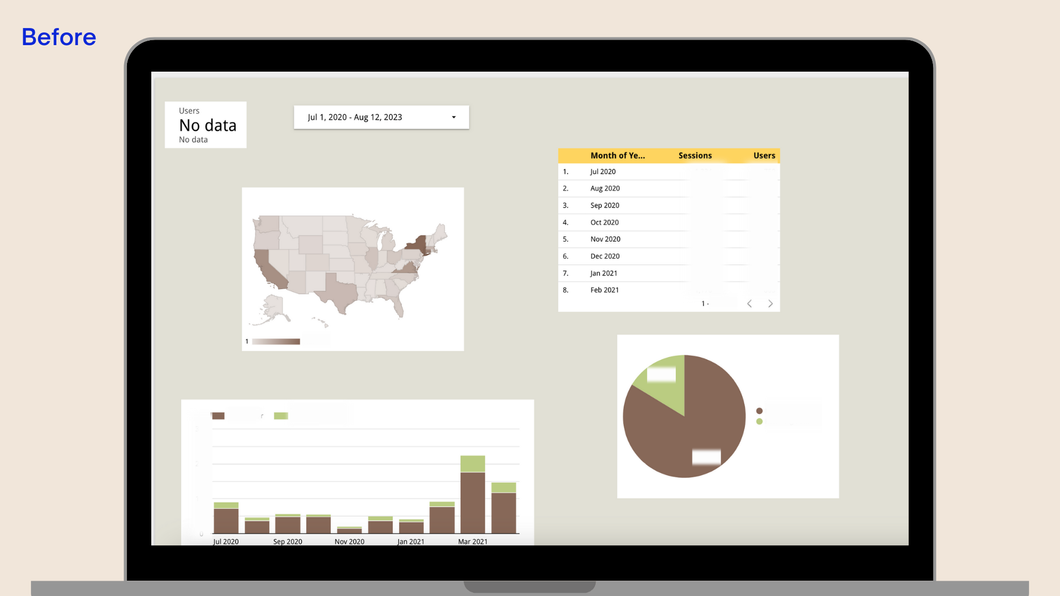 Before
Users
No data
No data
Jul 1, 2020 - Aug 12, 2023
Month of Ye... Sessions Users
1. Jul 2020
2. Aug 2020
3. Sep 2020
4. Oct 2020
5. Nov 2020
6. Dec 2020
7. Jan 2021
8. Feb 2021
1 -
1
Jul 2020 Sep 2020 Nov 2020 Jan 2021 Mar 2021